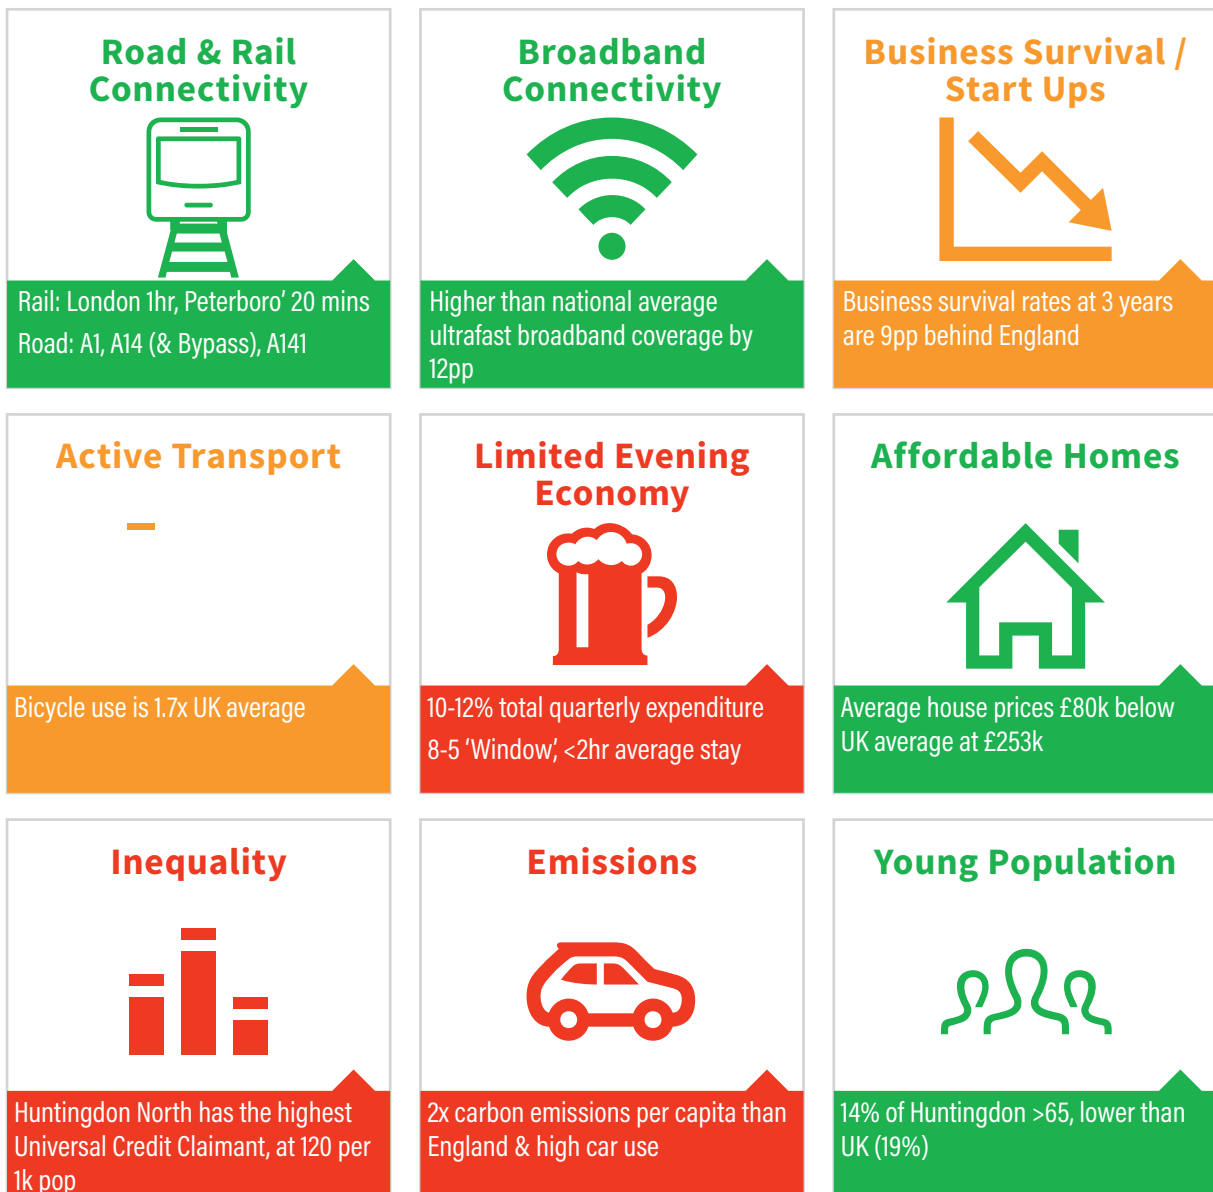 Road & Rail
Connectivity
Rail: London 1hr, Peterboro’ 20 mins
Road: A1, A14 (& Bypass), A141
Broadband
Connectivity
Higher than national average
ultrafast broadband coverage by
12pp
Business Survival /
Start Ups
Business survival rates at 3 years
are 9pp behind England
Active Transport
Bicycle use is 1.7x UK average
Limited Evening
Economy
10-12% total quarterly expenditure
8-5 ‘Window’, <2hr average stay
Affordable Homes
Average house prices £80k below
UK average at £253k
Inequality
Huntingdon North has the highest
Universal Credit Claimant, at 120 per
1k pop
Emissions
2x carbon emissions per capita than
England & high car use
Young Population
14% of Huntingdon >65, lower than
UK (19%)